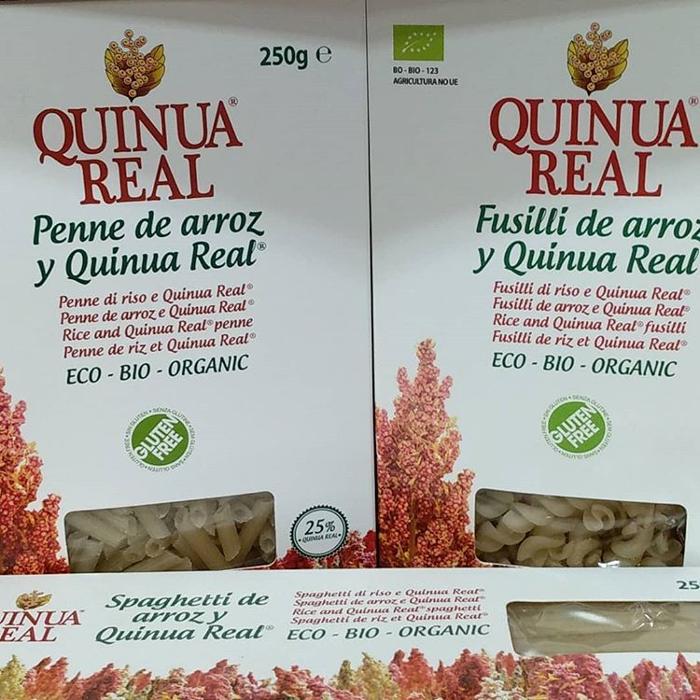 250g e
QUINUA®
REAL
Penne de arroz
y Quinua Real®
Penne di riso e Quinua Real®
Penne de arroz e Quinua Real®
Rice and Quinua Real® penne
Penne de riz et Quinua Real®
ECO - BIO - ORGANIC
GLUTEN
FREE
25%
QUINUA REAL
BO - BIO - 123
AGRICULTURA NO UE
QUINUA®
REAL
Fusilli de arroz
y Quinua Real
Fusilli di riso e Quinua Real®
Fusilli de arroz e Quinua Real®
Rice and Quinua Real® fusilli
Fusilli de riz et Quinua Real®
ECO - BIO - ORGANIC
GLUTEN
FREE
UINUA
EAL
Spaghetti de
arroz y
Quinua Real®
Spaghetti di riso e Quinua Real®
Spaghetti de arroz e Quinua Real®
Rice and Quinua Real® spaghetti
Spaghetti de riz et Quinua Real®
ECO - BIO - ORGANIC
25